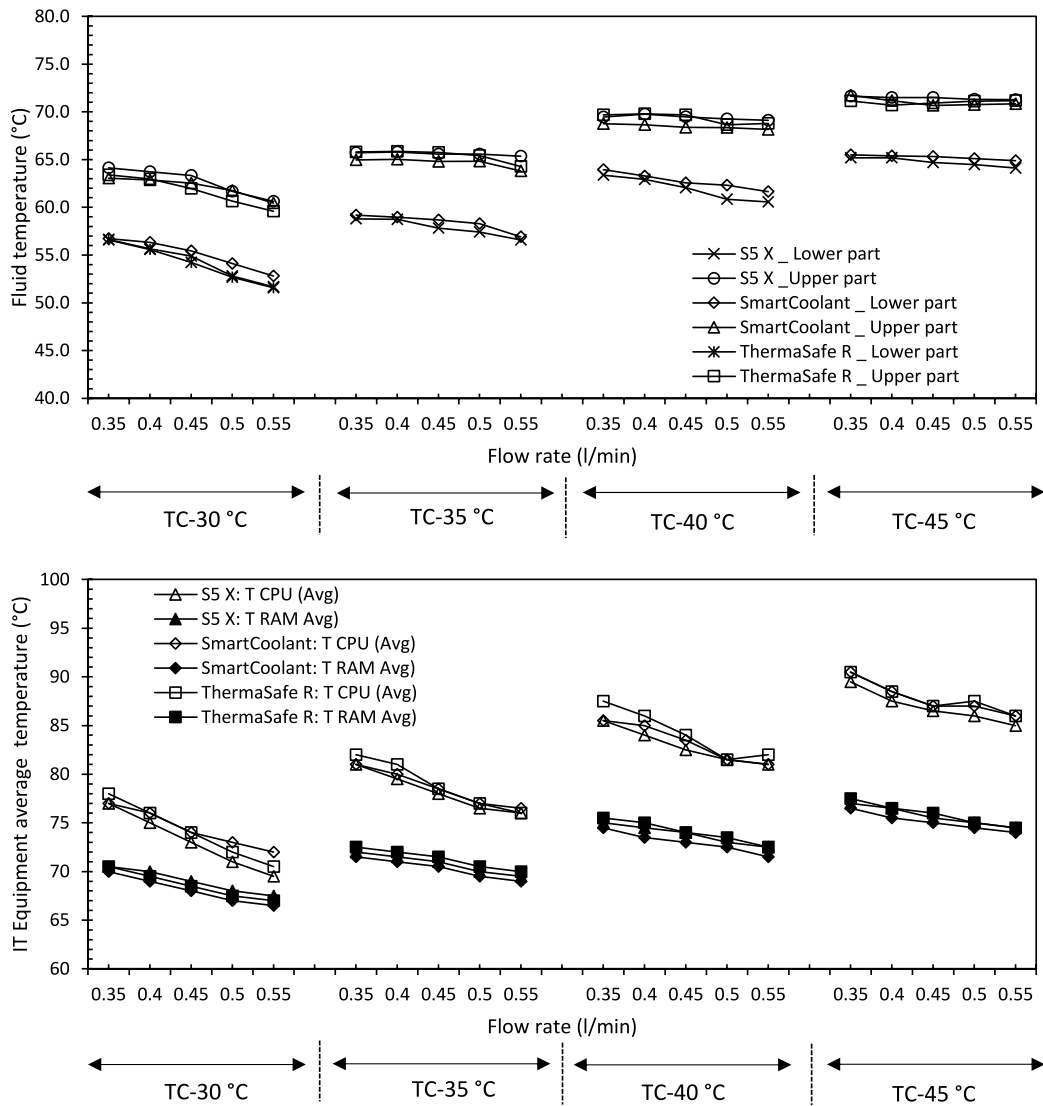 80.0
75.0
70.0
65.0
60.0
55.0
50.0
45.0
40.0
Fluid temperature (°C)
S5 X _ Lower part
S5 X _Upper part
SmartCoolant _ Lower part
SmartCoolant _ Upper part
ThermaSafe R _ Lower part
ThermaSafe R _ Upper part
0.35 0.4 0.45 0.5 0.55 0.35 0.4 0.45 0.5 0.55 0.35 0.4 0.45 0.5 0.55 0.35 0.4 0.45 0.5 0.55
Flow rate (l/min)
TC-30 °C TC-35 °C TC-40 °C TC-45 °C
100
95
90
85
80
75
70
65
60
IT Equipment average temperature (°C)
S5 X: T CPU (Avg)
S5 X: T RAM Avg)
SmartCoolant: T CPU (Avg)
SmartCoolant: T RAM Avg)
ThermaSafe R: T CPU (Avg)
ThermaSafe R: T RAM Avg)
0.35 0.4 0.45 0.5 0.55 0.35 0.4 0.45 0.5 0.55 0.35 0.4 0.45 0.5 0.55 0.35 0.4 0.45 0.5 0.55
Flow rate (l/min)
TC-30 °C TC-35 °C TC-40 °C TC-45 °C